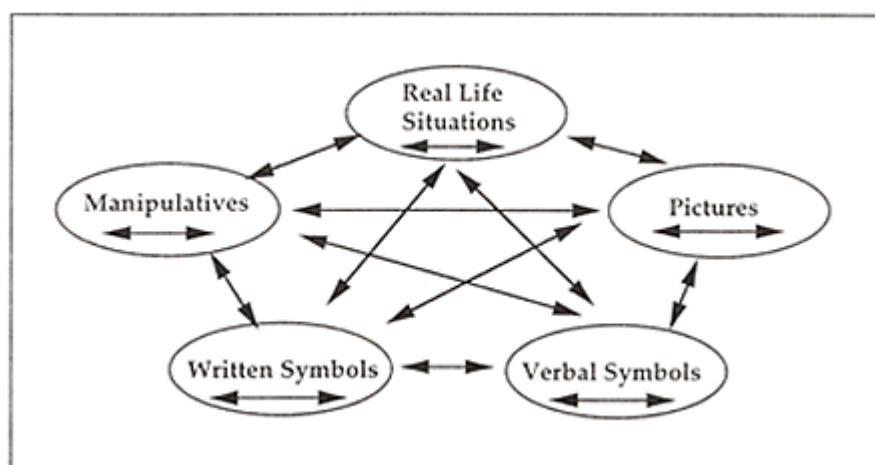 Real Life
Situations
Manipulatives
Pictures
Written Symbols
Verbal Symbols